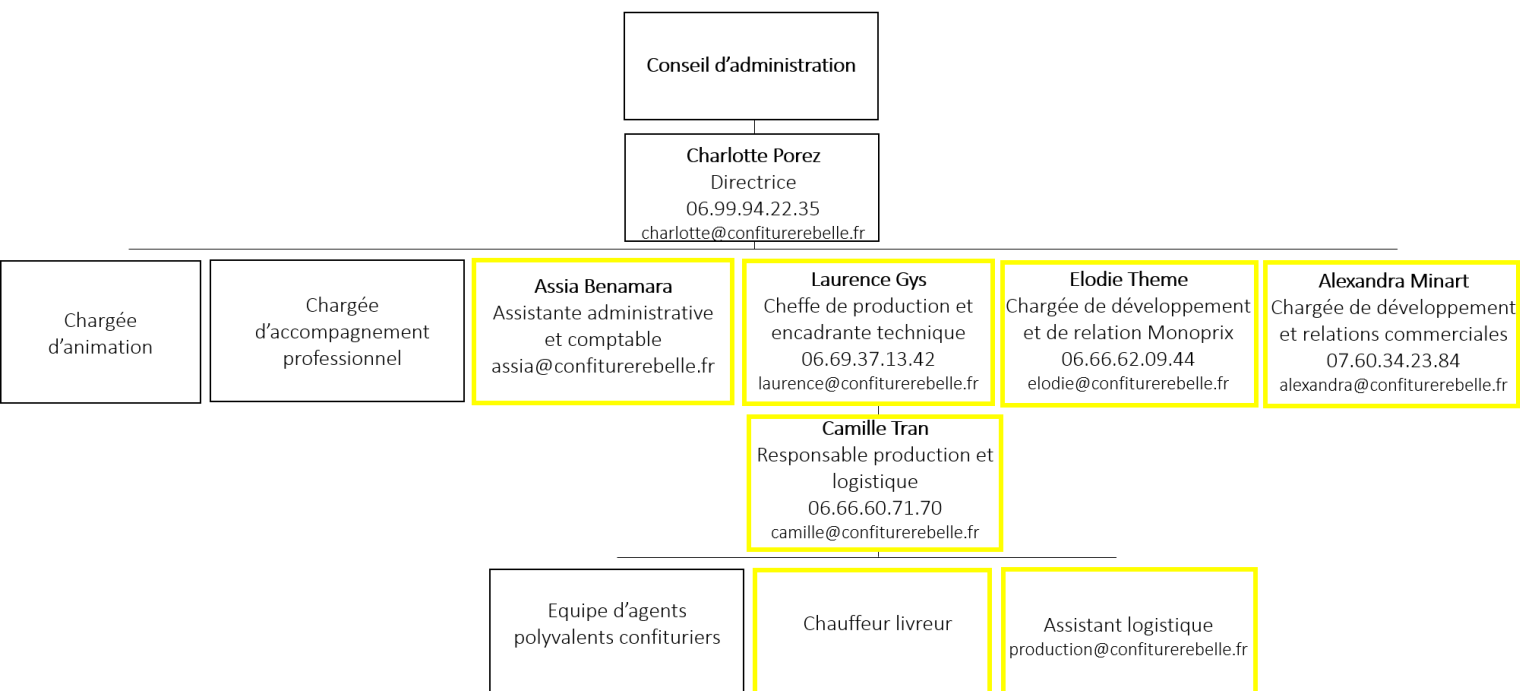 Conseil d’administration
Charlotte Porez
Directrice
06.99.94.22.35
charlotte@confiturerebelle.fr
Chargée
d’animation
Chargée
d’accompagnement
professionnel
Assia Benamara
Assistante administrative
et comptable
assia@confiturerebelle.fr
Laurence Gys
Cheffe de production et
encadrante technique
06.69.37.13.42
laurence@confiturerebelle.fr
Elodie Theme
Chargée de développement
et de relation Monoprix
06.66.62.09.44
elodie@confiturerebelle.fr
Alexandra Minart
Chargée de développement
et relations commerciales
07.60.34.23.84
alexandra@confiturerebelle.fr
Camille Tran
Responsable production et
logistique
06.66.60.71.70
camille@confiturerebelle.fr
Equipe d’agents
polyvalents confituriers
Chauffeur livreur
Assistant logistique
production@confiturerebelle.fr